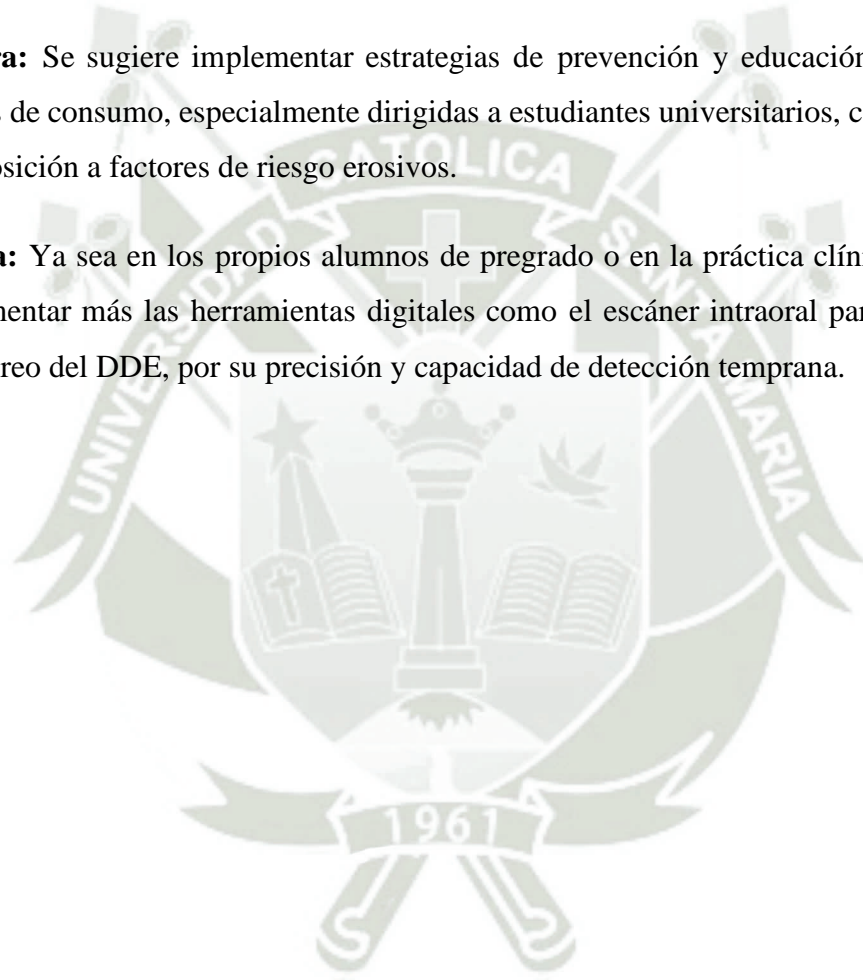 ra: Se sugiere implementar estrategias de prevención y educación
s de consumo, especialmente dirigidas a estudiantes universitarios, c
osición a factores de riesgo erosivos.
a: Ya sea en los propios alumnos de pregrado o en la práctica clín
mentar más las herramientas digitales como el escáner intraoral par
oreo del DDE, por su precisión y capacidad de detección temprana.
UNIVERSIDAD CATOLICA SANTA MARIA
1961